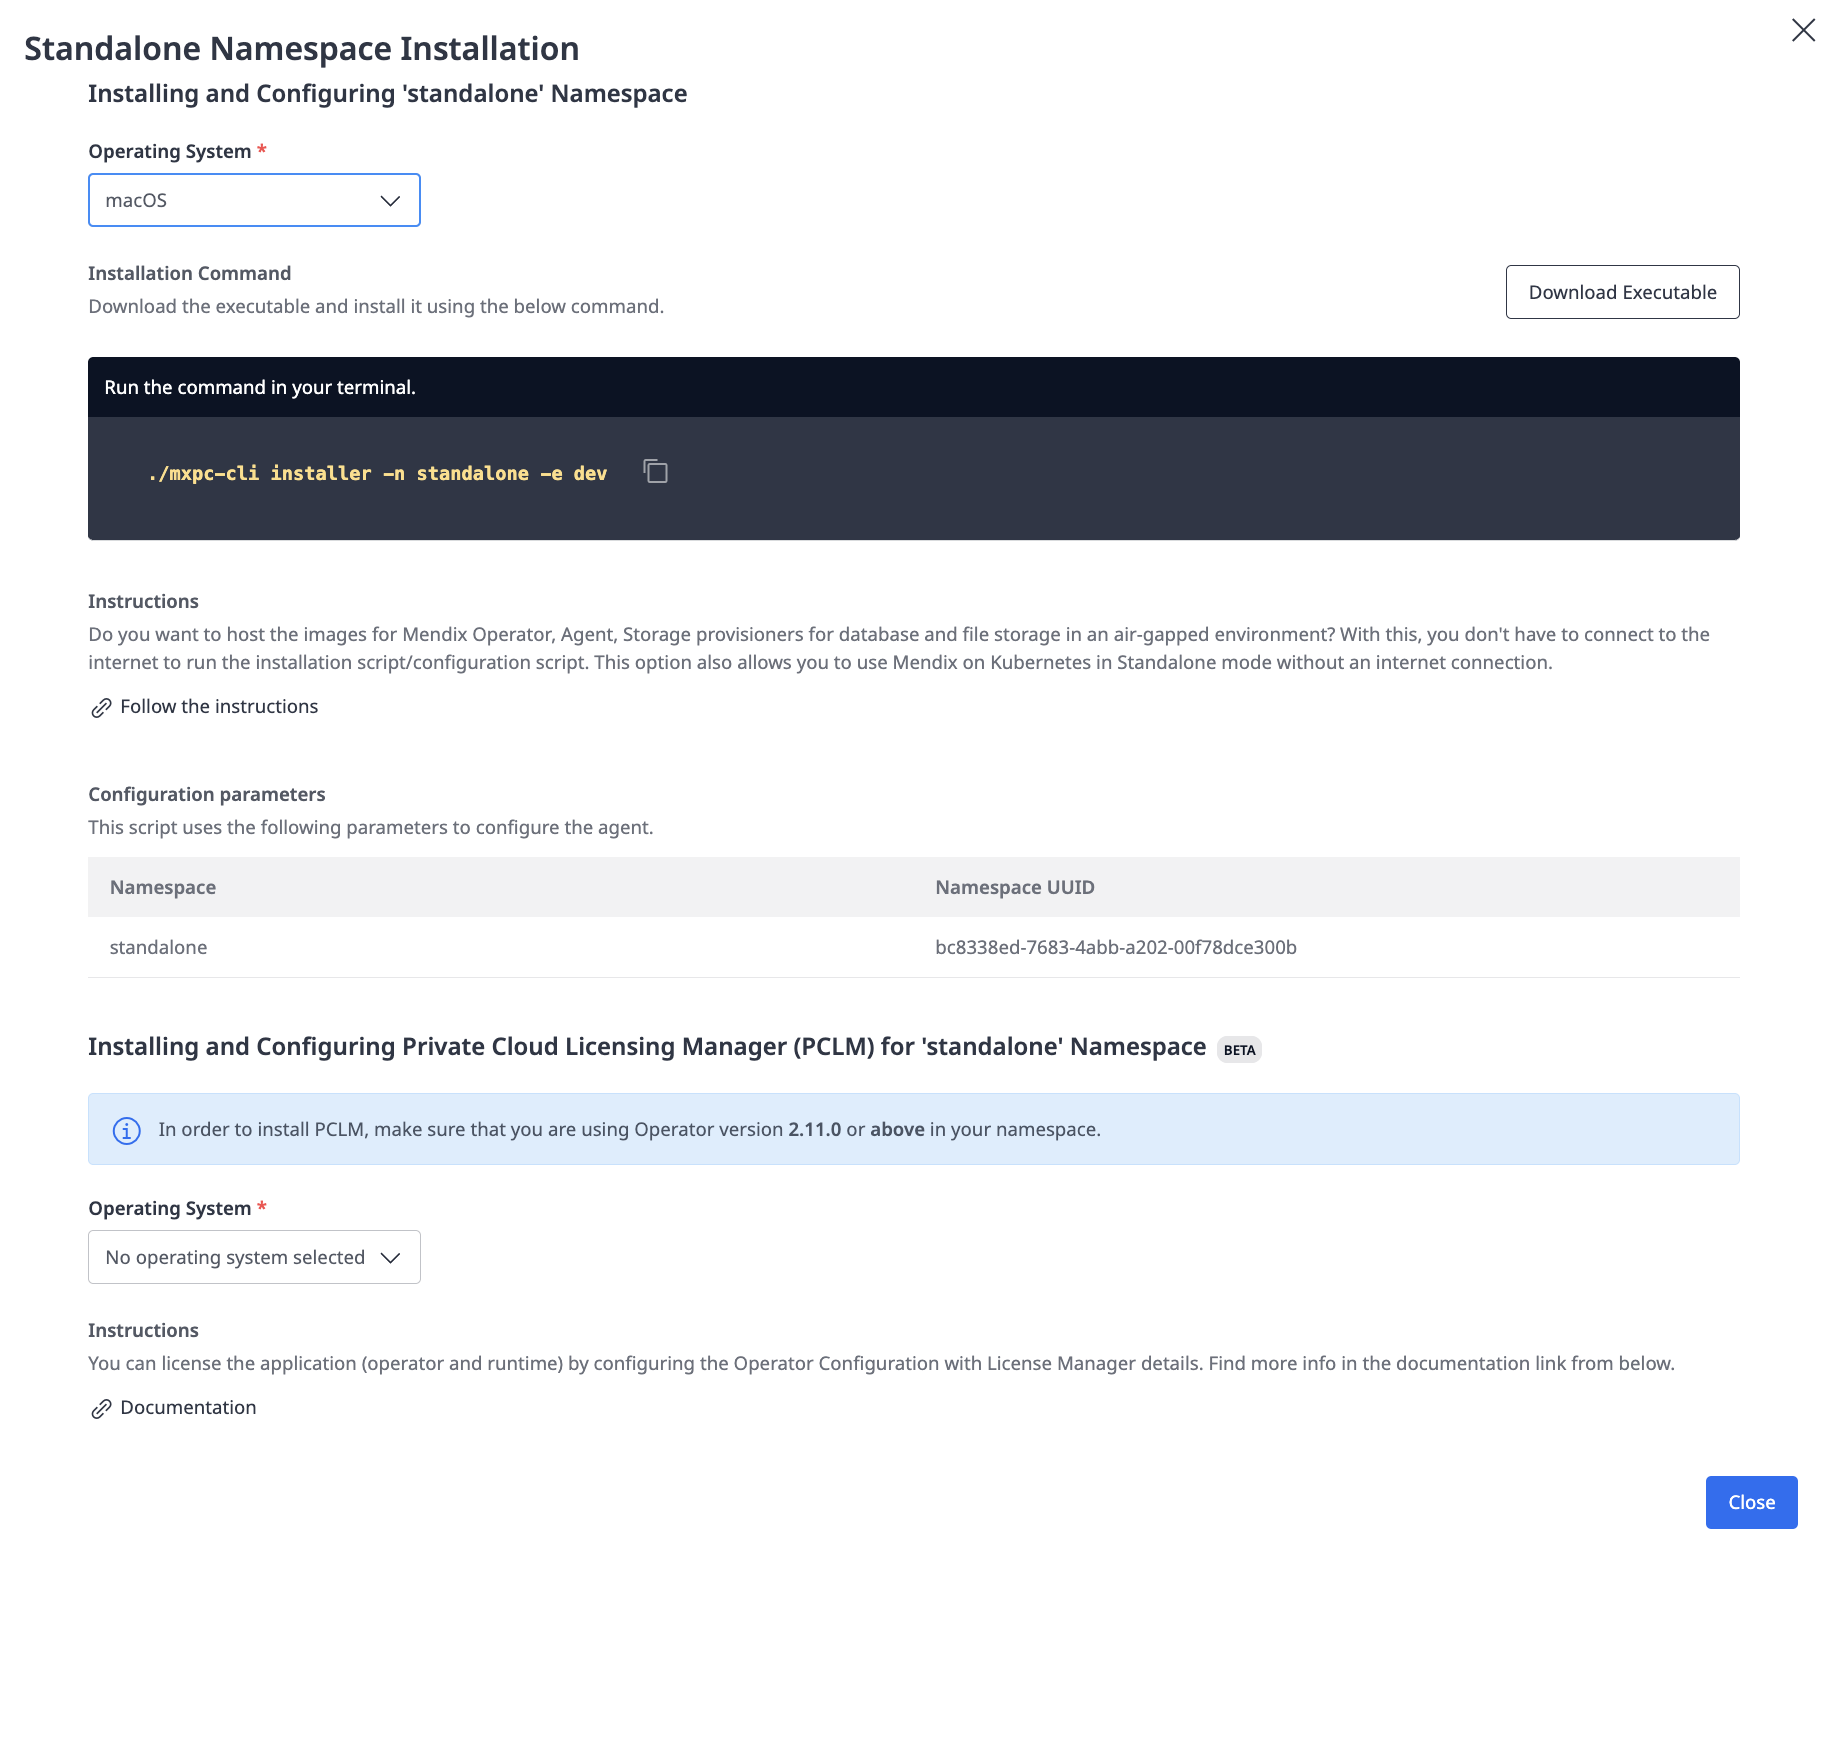 Standalone Namespace Installation
Installing and Configuring 'standalone' Namespace
Operating System *
macOS
Installation Command
Download the executable and install it using the below command.
Download Executable
Run the command in your terminal.
./mxpc-cli installer -n standalone -e dev
Instructions
Do you want to host the images for Mendix Operator, Agent, Storage provisioners for database and file storage in an air-gapped environment? With this, you don't have to connect to the
internet to run the installation script/configuration script. This option also allows you to use Mendix on Kubernetes in Standalone mode without an internet connection.
Follow the instructions
Configuration parameters
This script uses the following parameters to configure the agent.
Namespace Namespace UUID
standalone bc8338ed-7683-4abb-a202-00f78dce300b
Installing and Configuring Private Cloud Licensing Manager (PCLM) for 'standalone' Namespace BETA
In order to install PCLM, make sure that you are using Operator version 2.11.0 or above in your namespace.
Operating System *
No operating system selected
Instructions
You can license the application (operator and runtime) by configuring the Operator Configuration with License Manager details. Find more info in the documentation link from below.
Documentation
Close